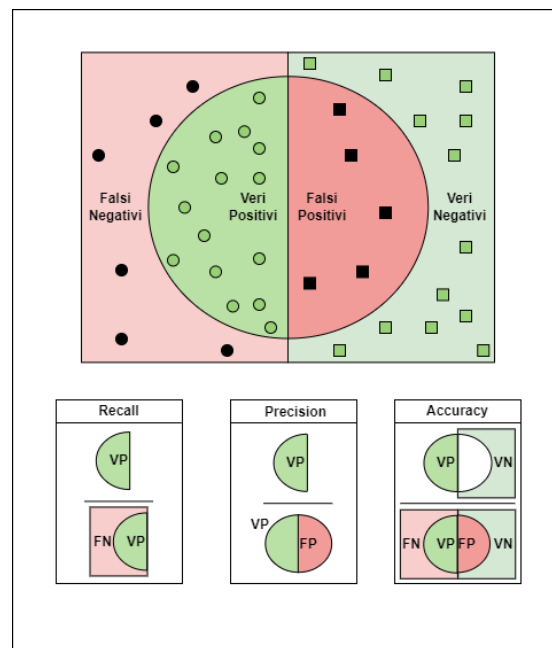 Falsi
Negativi
Veri
Positivi
Falsi
Positivi
Veri
Negativi
Recall
VP
FN
VP
Precision
VP
VP
FP
Accuracy
VP
VN
FN
VP
FP
VN